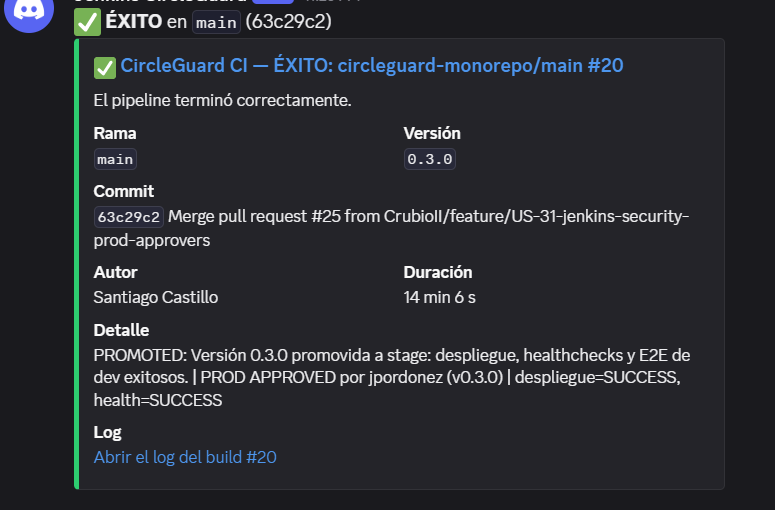 ÉXITO en main (63c29c2)
CircleGuard CI — ÉXITO: circleguard-monorepo/main #20
El pipeline terminó correctamente.
Rama Versión
main 0.3.0
Commit
63c29c2 Merge pull request #25 from CrubioII/feature/US-31-jenkins-security-
prod-approvers
Autor Duración
Santiago Castillo 14 min 6 s
Detalle
PROMOTED: Versión 0.3.0 promovida a stage: despliegue, healthchecks y E2E de
dev exitosos. | PROD APPROVED por jpordonez (v0.3.0) | despliegue=SUCCESS,
health=SUCCESS
Log
Abrir el log del build #20